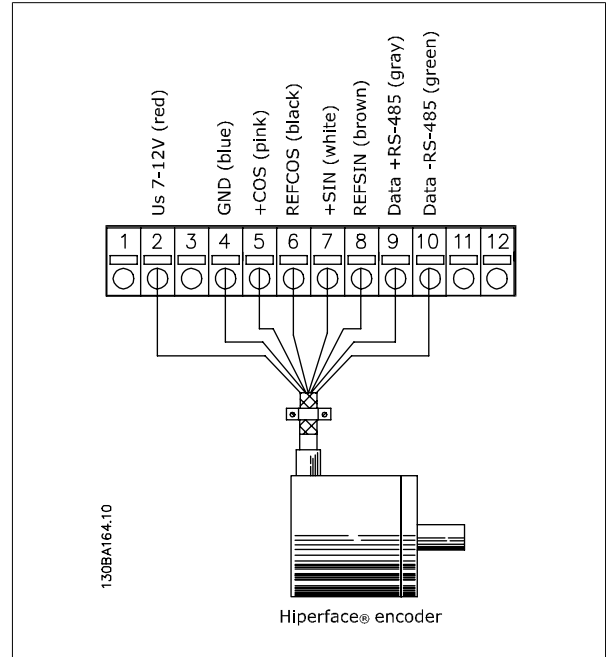 Us 7-12V (red)
GND (blue)
+COS (pink)
REFCOS (black)
+SIN (white)
REFSIN (brown)
Data +RS-485 (gray)
Data -RS-485 (green)
1 2 3 4 5 6 7 8 9 10 11 12
130BA164.10
Hiperface® encoder